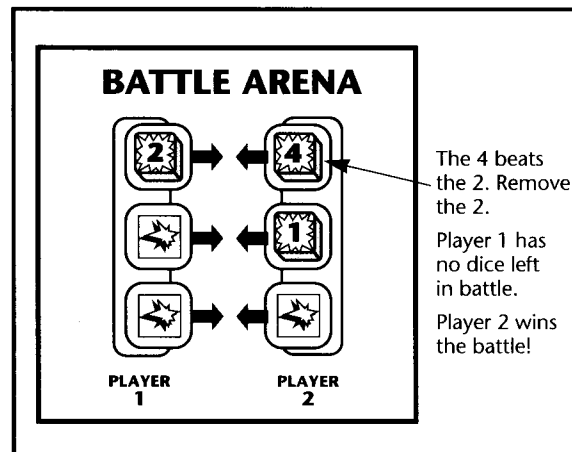 BATTLE ARENA
2
4
1
The 4 beats
the 2. Remove
the 2.
Player 1 has
no dice left
in battle.
Player 2 wins
the battle!
PLAYER
1
PLAYER
2